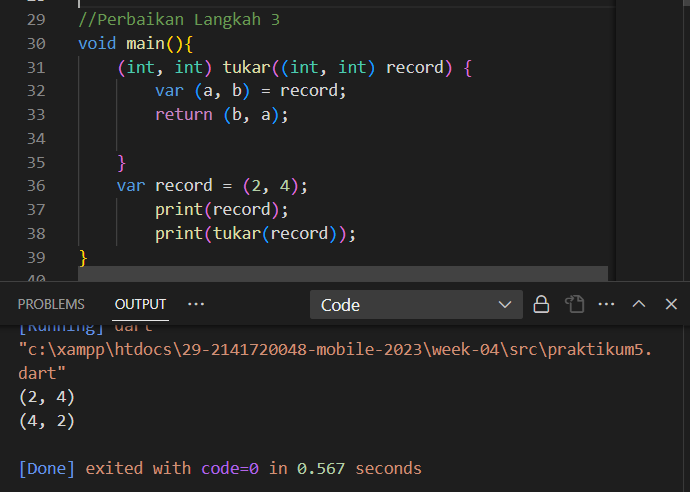 29 //Perbaikan Langkah 3
30 void main(){
31 (int, int) tukar((int, int) record) {
32 var (a, b) = record;
33 return (b, a);
34
35 }
36 var record = (2, 4);
37 print(record);
38 print(tukar(record));
39 }
40
PROBLEMS OUTPUT ··· Code ···
[Running] dart
"c:\xampp\htdocs\29-2141720048-mobile-2023\week-04\src\praktikum5.
dart"
(2, 4)
(4, 2)
[Done] exited with code=0 in 0.567 seconds